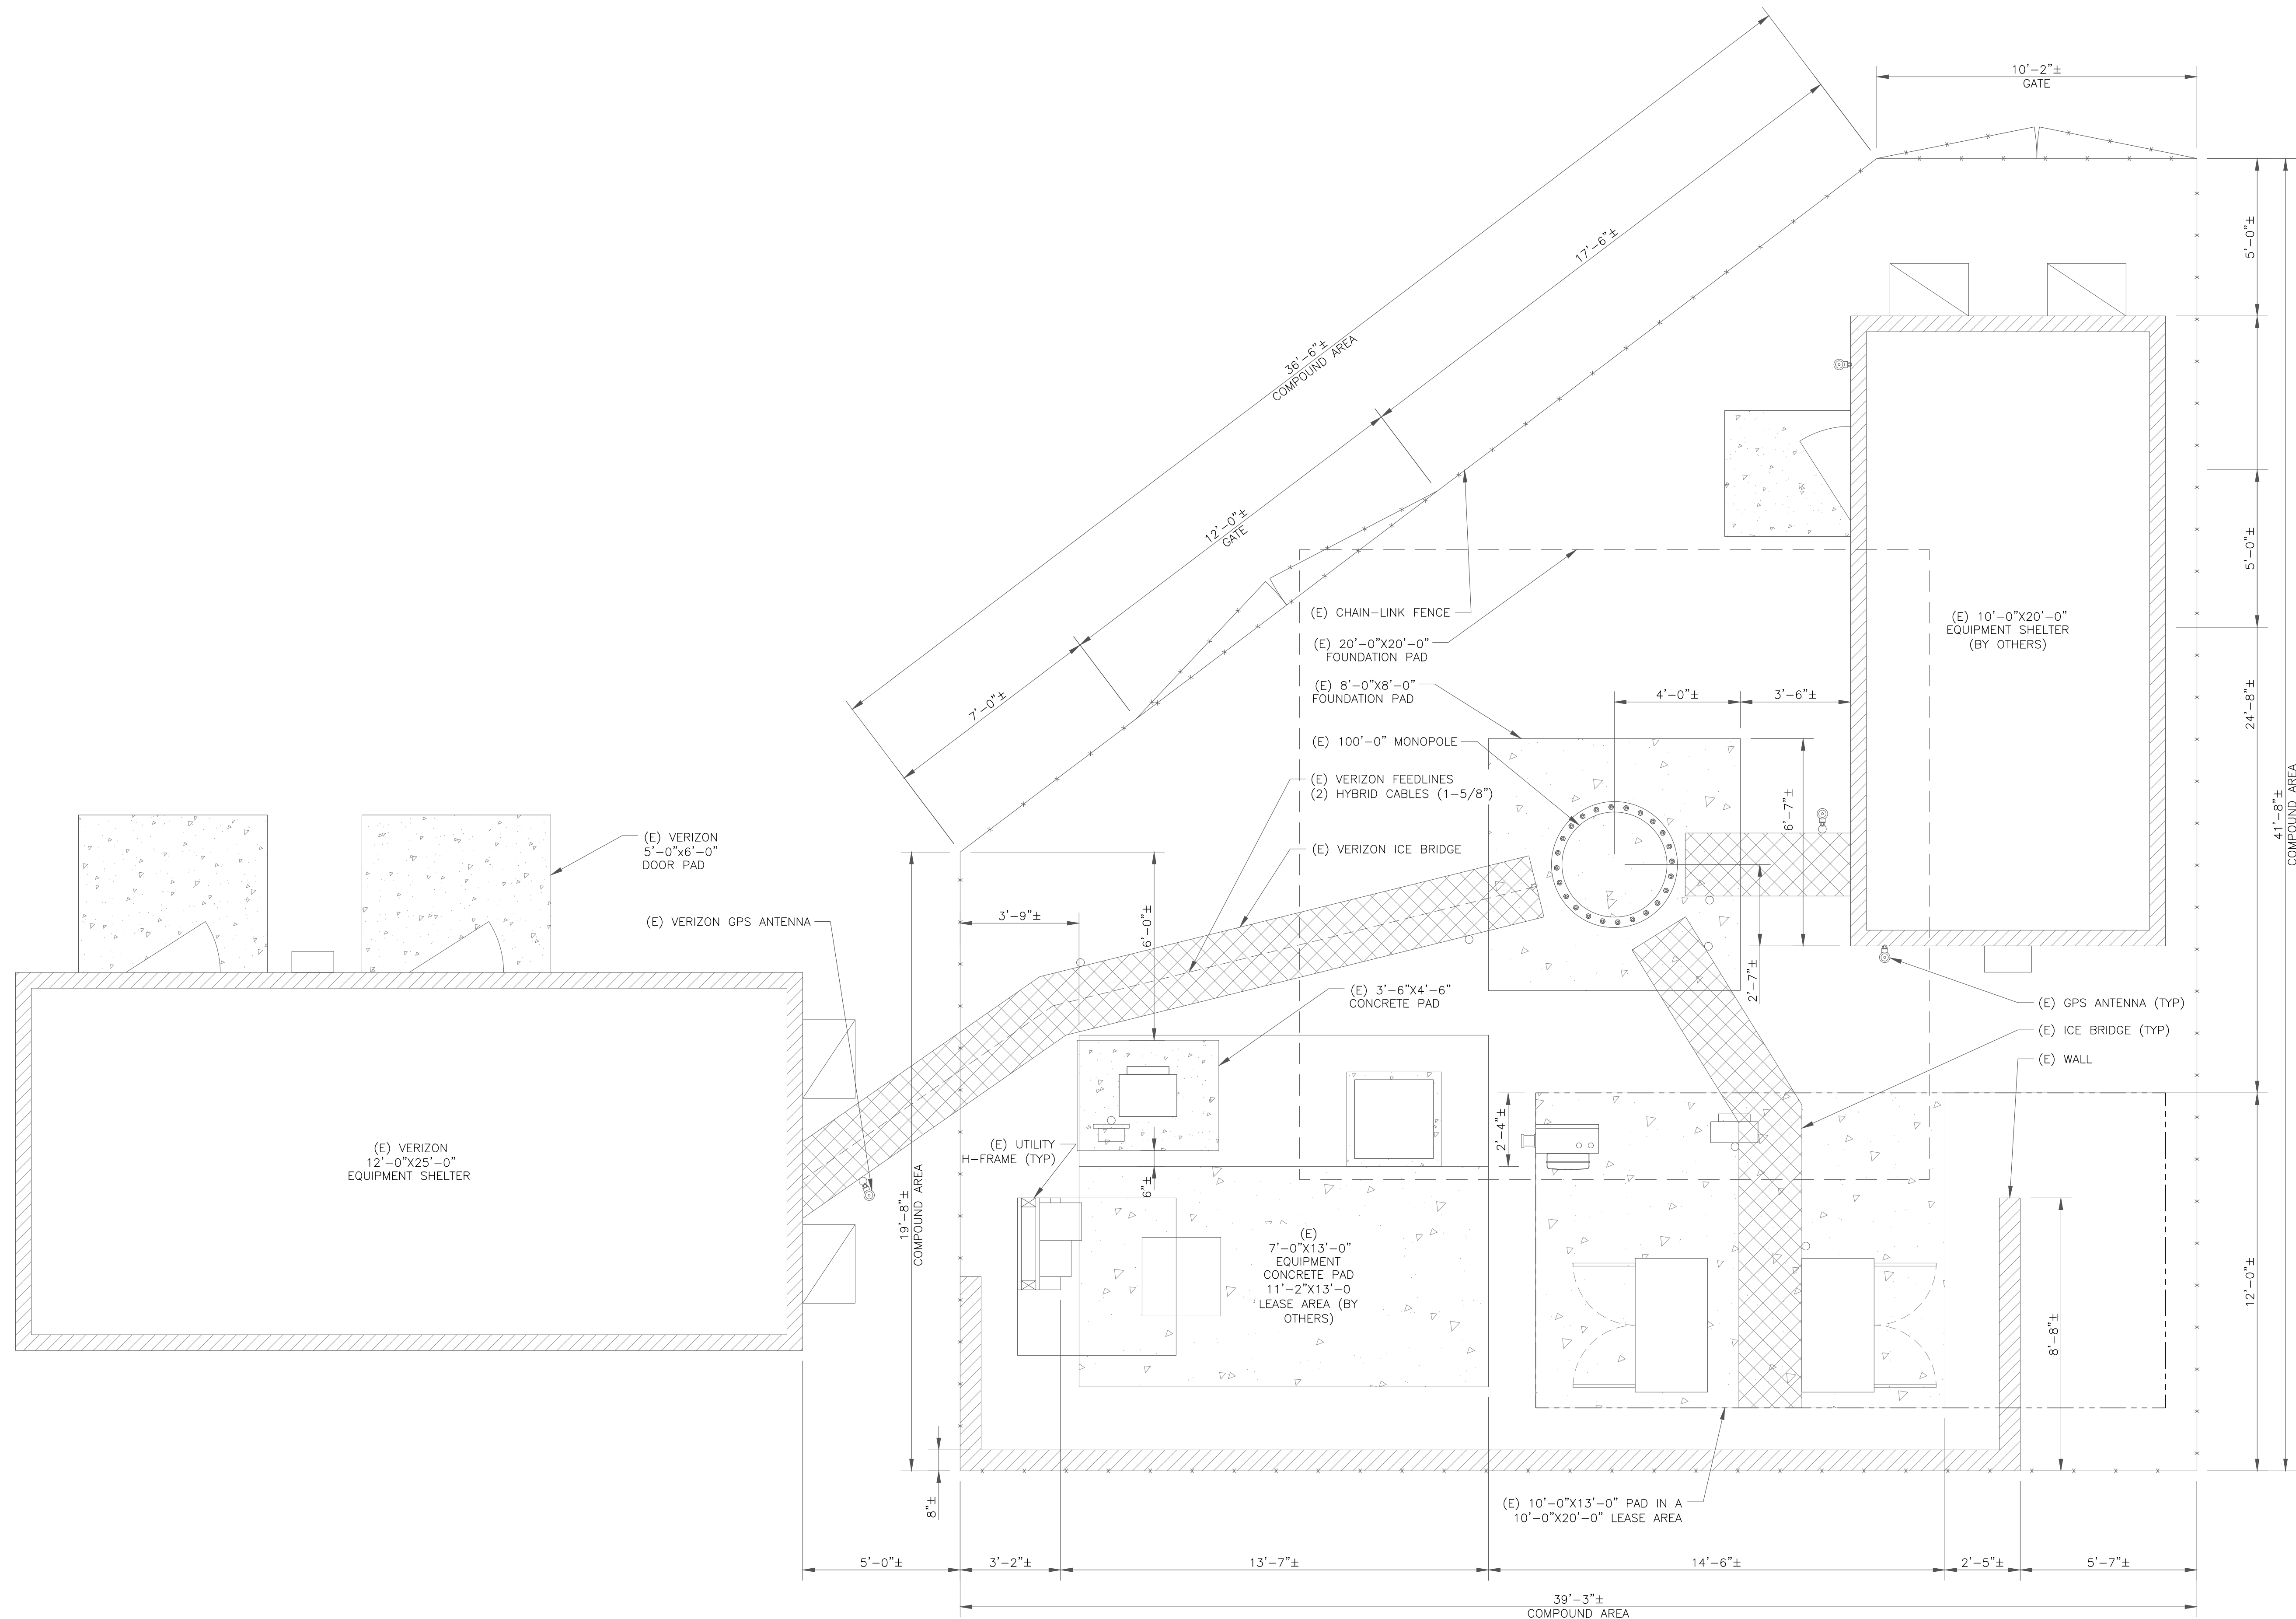 10'-2"±
GATE
36'-6"±
COMPOUND AREA
17'-6"±
12'-0"±
GATE
7'-0"±
5'-0"±
5'-0"±
24'-8"±
41'-8"±
COMPOUND AREA
12'-0"±
(E) CHAIN-LINK FENCE
(E) 20'-0"X20'-0"
FOUNDATION PAD
(E) 8'-0"X8'-0"
FOUNDATION PAD
(E) 100'-0" MONOPOLE
(E) VERIZON FEEDLINES
(2) HYBRID CABLES (1-5/8")
(E) VERIZON ICE BRIDGE
(E) 10'-0"X20'-0"
EQUIPMENT SHELTER
(BY OTHERS)
4'-0"±
3'-6"±
6'-7"±
2'-7"±
(E) VERIZON
5'-0"x6'-0"
DOOR PAD
(E) VERIZON GPS ANTENNA
3'-9"±
6'-0"±
(E) 3'-6"X4'-6"
CONCRETE PAD
(E) GPS ANTENNA (TYP)
(E) ICE BRIDGE (TYP)
(E) WALL
(E) VERIZON
12'-0"X25'-0"
EQUIPMENT SHELTER
(E) UTILITY
H-FRAME (TYP)
2'-4"±
6"±
19'-8"±
COMPOUND AREA
(E)
7'-0"X13'-0"
EQUIPMENT
CONCRETE PAD
11'-2"X13'-0
LEASE AREA (BY
OTHERS)
8'-8"±
8"±
(E) 10'-0"X13'-0" PAD IN A
10'-0"X20'-0" LEASE AREA
5'-0"±
3'-2"±
13'-7"±
14'-6"±
2'-5"±
5'-7"±
39'-3"±
COMPOUND AREA